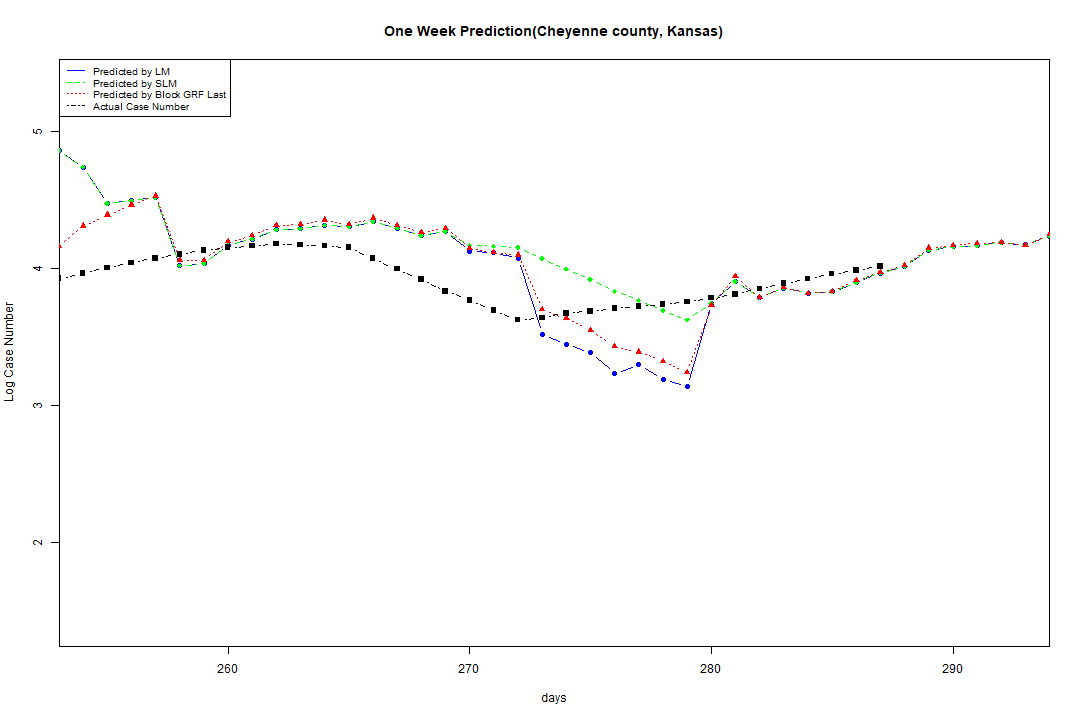 One Week Prediction(Cheyenne county, Kansas)
Predicted by LM
Predicted by SLM
Predicted by Block GRF Last
Actual Case Number
5
4
3
2
Log Case Number
260 270 280 290
days